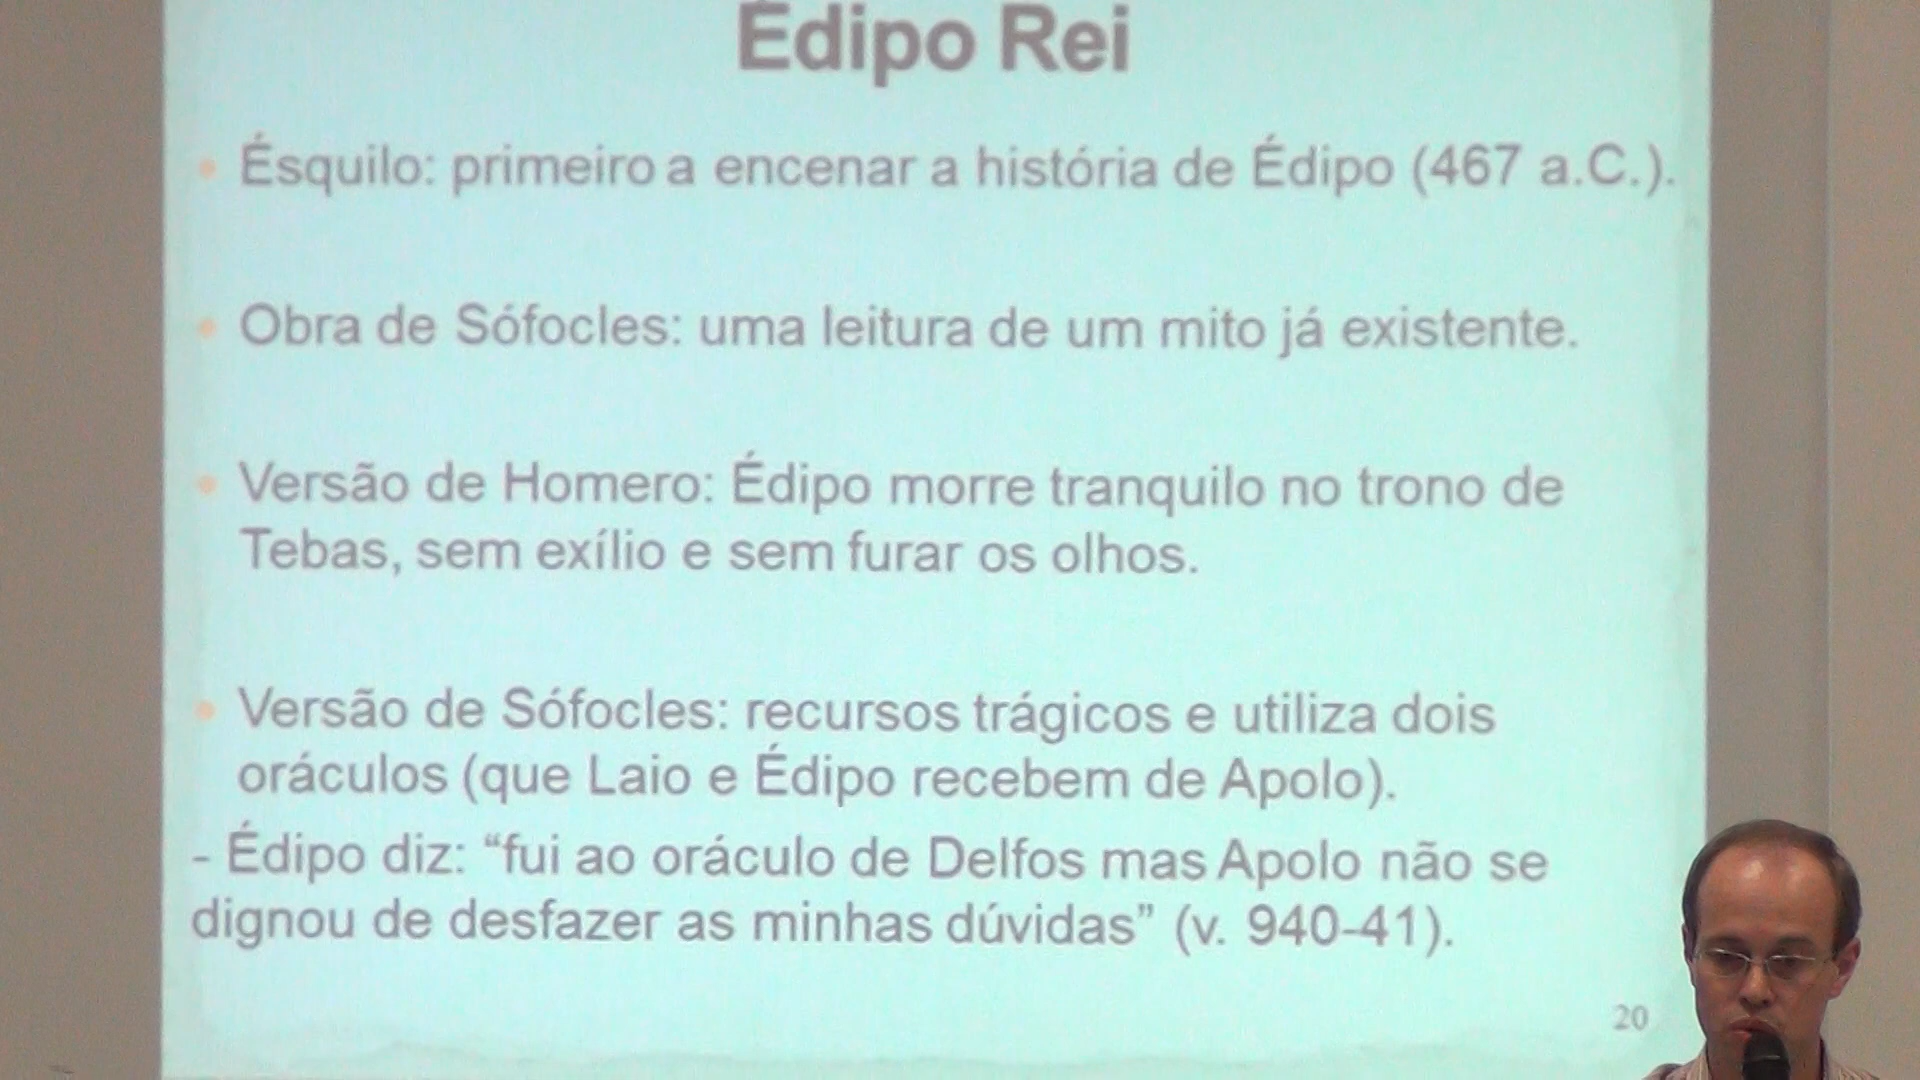 Édipo Rei
• Ésquilo: primeiro a encenar a história de Édipo (467 a.C.).
• Obra de Sófocles: uma leitura de um mito já existente.
• Versão de Homero: Édipo morre tranquilo no trono de
Tebas, sem exílio e sem furar os olhos.
• Versão de Sófocles: recursos trágicos e utiliza dois
oráculos (que Laio e Édipo recebem de Apolo).
- Édipo diz: “fui ao oráculo de Delfos mas Apolo não se
dignou de desfazer as minhas dúvidas” (v. 940-41).
20